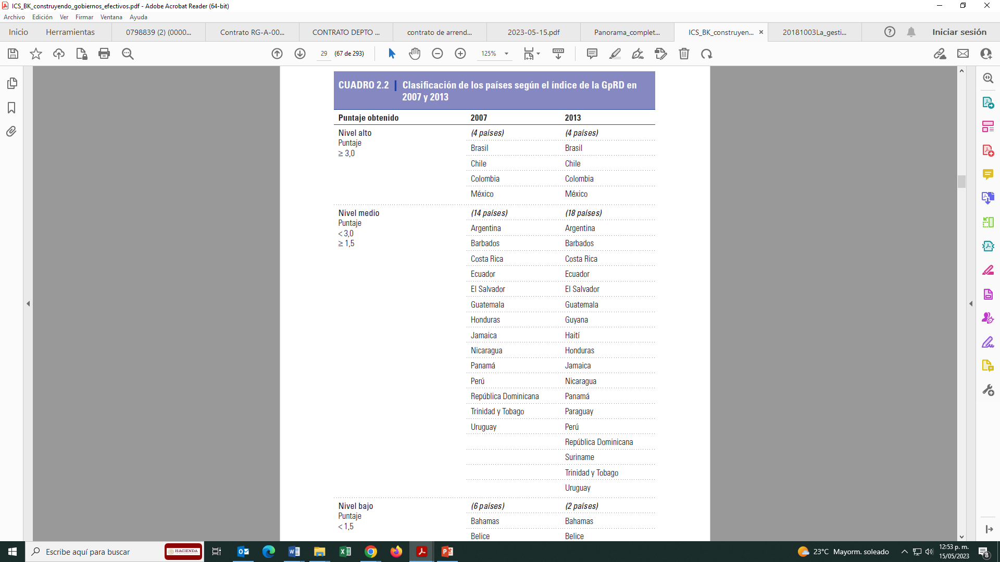 ICS_BK_construyendo_gobiernos_efectivos.pdf - Adobe Acrobat Reader (64-bit)
Archivo Edición Ver Firmar Ventana Ayuda
Inicio Herramientas 0798839 (2) (0000... Contrato RG-A-00... CONTRATO DEPTO ... contrato de arrend... 2023-05-15.pdf Panorama_complet... ICS_BK_construyen... 20181003La_gesti... Iniciar sesión
29 (67 de 293) 125%
CUADRO 2.2 | Clasificación de los países según el índice de la GpRD en
2007 y 2013
Puntaje obtenido 2007 2013
Nivel alto (4 países) (4 países)
Puntaje
≥ 3,0
Brasil Brasil
Chile Chile
Colombia Colombia
México México
Nivel medio (14 países) (18 países)
Puntaje
< 3,0
≥ 1,5
Argentina Argentina
Barbados Barbados
Costa Rica Costa Rica
Ecuador Ecuador
El Salvador El Salvador
Guatemala Guatemala
Honduras Guyana
Jamaica Haití
Nicaragua Honduras
Panamá Jamaica
Perú Nicaragua
República Dominicana Panamá
Trinidad y Tobago Paraguay
Uruguay Perú
República Dominicana
Suriname
Trinidad y Tobago
Uruguay
Nivel bajo (6 países) (2 países)
Puntaje
< 1,5
Bahamas Bahamas
Belice Belice
Escribe aquí para buscar HACIENDA 23°C Mayorm. soleado 12:53 p. m.
15/05/2023
8